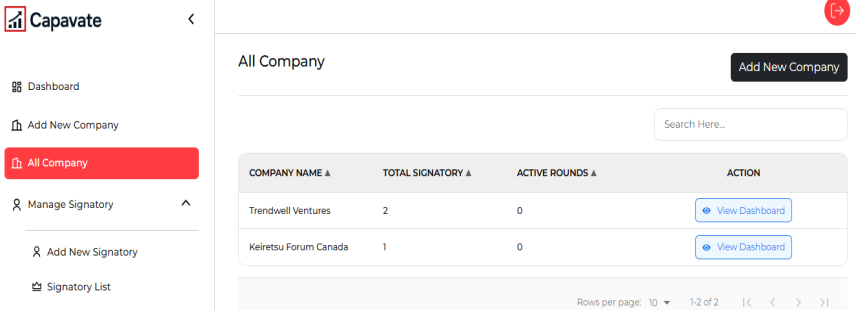 Capavate
Dashboard
Add New Company
All Company
Manage Signatory
Add New Signatory
Signatory List
All Company
Add New Company
Search Here...
COMPANY NAME ▲ TOTAL SIGNATORY ▲ ACTIVE ROUNDS ▲ ACTION
Trendwell Ventures 2 0 View Dashboard
Keiretsu Forum Canada 1 0 View Dashboard
Rows per page: 10 1-2 of 2